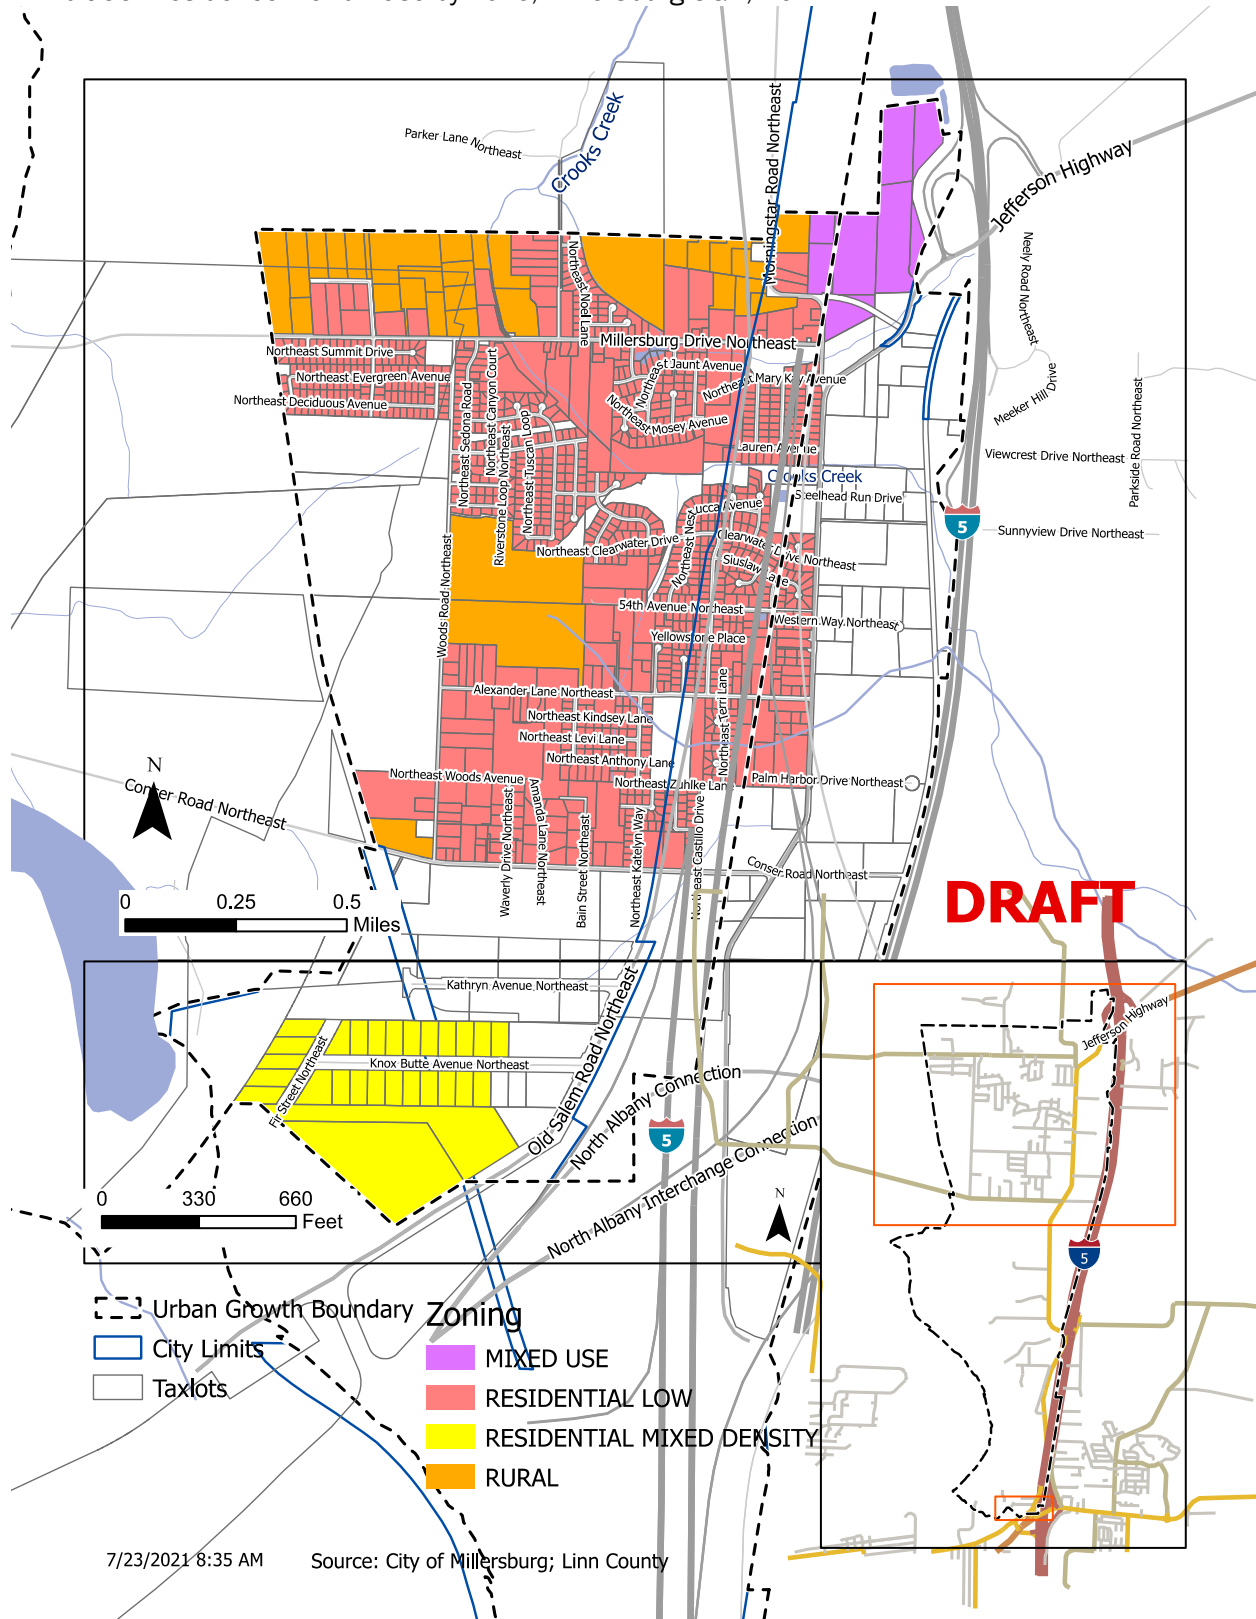 Parker Lane Northeast
Crooks Creek
Morningstar Road Northeast
Jefferson Highway
Neely Road Northeast
Northeast Noel Lane
Millersburg Drive Northeast
Northeast Summit Drive
Northeast Jaunt Avenue
Northeast Evergreen Avenue
Northeast Mary Kay Avenue
Northeast Deciduous Avenue
Northeast Mosey Avenue
Meeker Hill Drive
Parkside Road Northeast
Northeast Sedona Road
Northeast Canyon Court
Riverstone Loop Northeast
Northeast Tuscan Loop
Lauren Avenue
Viewcrest Drive Northeast
Crooks Creek
Steelhead Run Drive
5
Sunnyview Drive Northeast
Northeast Clearwater Drive
Clearwater Drive Northeast
Woods Road Northeast
54th Avenue Northeast
Western Way Northeast
Yellowstone Place
Alexander Lane Northeast
Northeast Terri Lane
Northeast Kindsey Lane
Northeast Levi Lane
Northeast Anthony Lane
N
Northeast Woods Avenue
Northeast Zuhlke Lane
Palm Harbor Drive Northeast
Conser Road Northeast
Waverly Drive Northeast
Amanda Lane Northeast
Bain Street Northeast
Northeast Katelyn Way
Northeast Castillo Drive
Conser Road Northeast
0 0.25 0.5
Miles
DRAFT
Kathryn Avenue Northeast
Knox Butte Avenue Northeast
Fir Street Northeast
Old Salem Road Northeast
North Albany Connection
5
North Albany Interchange Connection
Jefferson Highway
0 330 660
Feet
N
5
Urban Growth Boundary
City Limits
Taxlots
Zoning
MIXED USE
RESIDENTIAL LOW
RESIDENTIAL MIXED DENSITY
RURAL
7/23/2021 8:35 AM
Source: City of Millersburg; Linn County